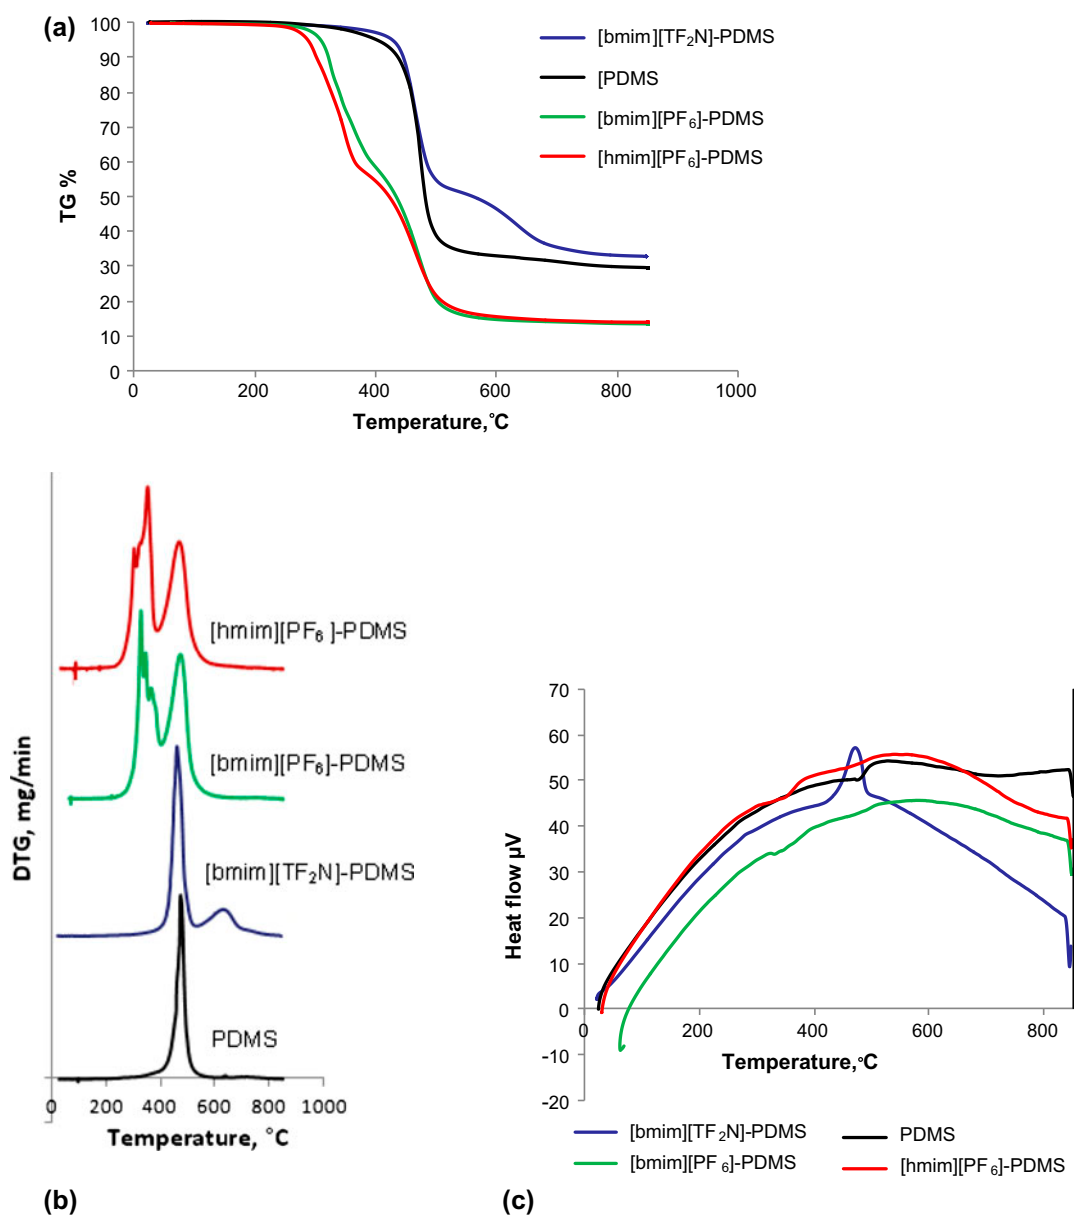 (a)
100
90
80
70
60
50
40
30
20
10
0
TG %
0 200 400 600 800 1000
Temperature,°C
[bmim][TF2N]-PDMS
[PDMS
[bmim][PF6]-PDMS
[hmim][PF6]-PDMS
DTG, mg/min
[hmim][PF6 ]-PDMS
[bmim][PF6]-PDMS
[bmim][TF2N]-PDMS
PDMS
0 200 400 600 800 1000
Temperature, °C
(b)
70
60
50
40
30
20
10
0
-10
-20
Heat flow µV
0 200 400 600 800
Temperature,°C
[bmim][TF2N]-PDMS PDMS
[bmim][PF6]-PDMS [hmim][PF6]-PDMS
(c)